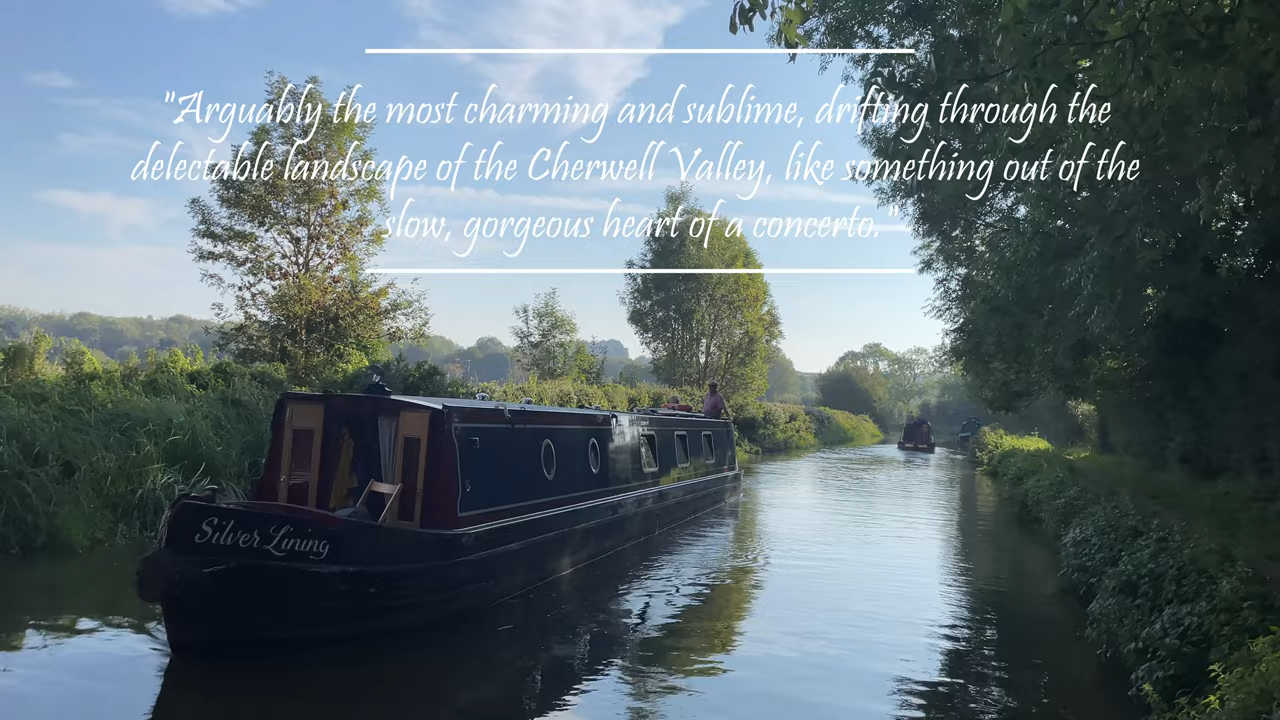 "Arguably the most charming and sublime, drifting through the
delectable landscape of the Cherwell Valley, like something out of the
slow, gorgeous heart of a concerto."
Silver Lining